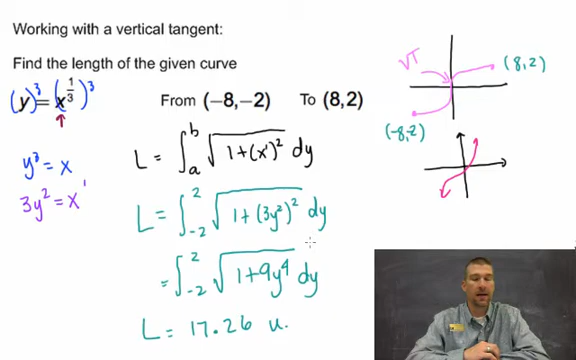 Working with a vertical tangent:
Find the length of the given curve
(y)³ = (x^{1/3})³ From (−8,−2) To (8,2)
y³ = x
3y² = x'
L = ∫_a^b √(1+(x')²) dy
L = ∫_{-2}^{2} √(1+(3y²)²) dy
= ∫_{-2}^{2} √(1+9y⁴) dy
L = 17.26 u.
VT
(8,2)
(-8,-2)